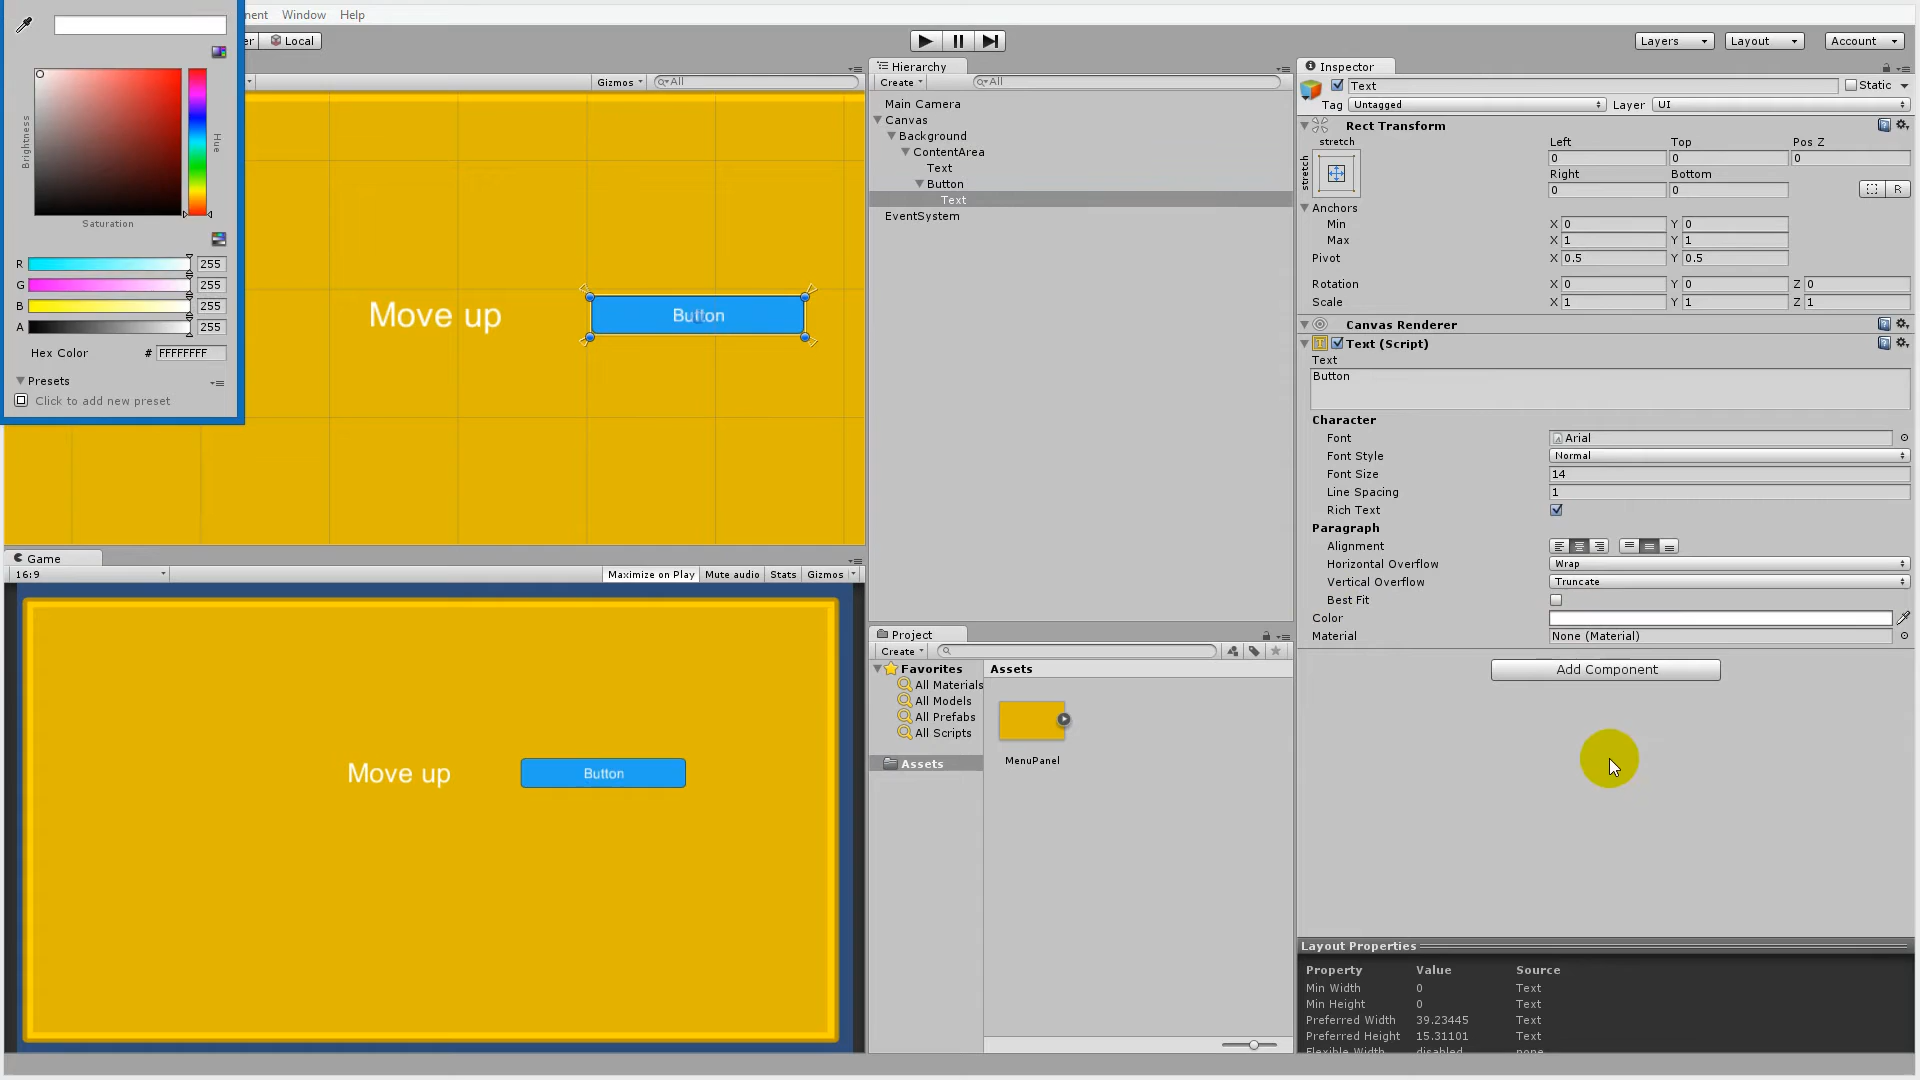 nent Window Help
er Local
Layers Layout Account
Brightness
Hue
Saturation
R 255
G 255
B 255
A 255
Hex Color # FFFFFFFF
Presets
Click to add new preset
Gizmos All
Move up Button
Hierarchy
Create All
Main Camera
Canvas
Background
ContentArea
Text
Button
Text
EventSystem
Inspector
Text Static
Tag Untagged Layer UI
Rect Transform
stretch
stretch
Left Top Pos Z
0 0 0
Right Bottom
0 0
R
Anchors
Min X 0 Y 0
Max X 1 Y 1
Pivot X 0.5 Y 0.5
Rotation X 0 Y 0 Z 0
Scale X 1 Y 1 Z 1
Canvas Renderer
Text (Script)
Text
Button
Character
Font Arial
Font Style Normal
Font Size 14
Line Spacing 1
Rich Text
Paragraph
Alignment
Horizontal Overflow Wrap
Vertical Overflow Truncate
Best Fit
Color
Material None (Material)
Add Component
Game
16:9 Maximize on Play Mute audio Stats Gizmos
Move up Button
Project
Create
Favorites
All Materials
All Models
All Prefabs
All Scripts
Assets
Assets
MenuPanel
Layout Properties
Property Value Source
Min Width 0 Text
Min Height 0 Text
Preferred Width 39.23445 Text
Preferred Height 15.31101 Text
Flexible Width disabled none